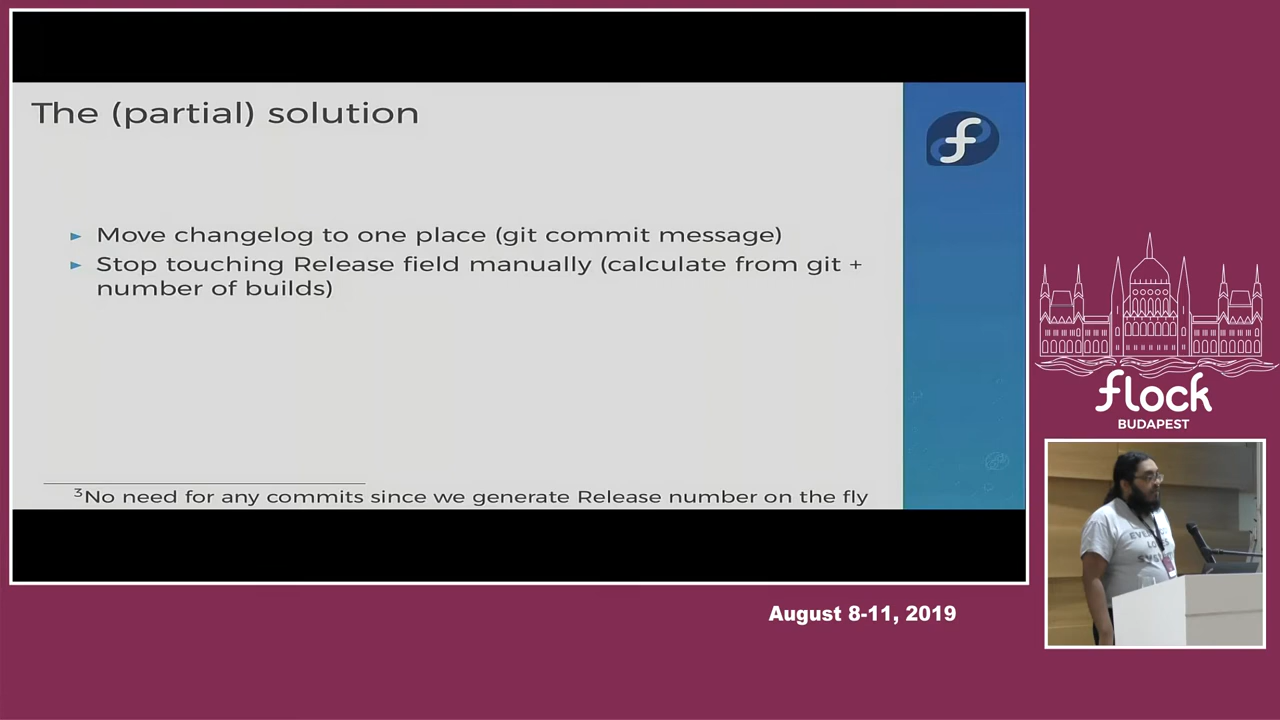 The (partial) solution
► Move changelog to one place (git commit message)
► Stop touching Release field manually (calculate from git +
number of builds)
³No need for any commits since we generate Release number on the fly
flock
BUDAPEST
LOVES
August 8-11, 2019